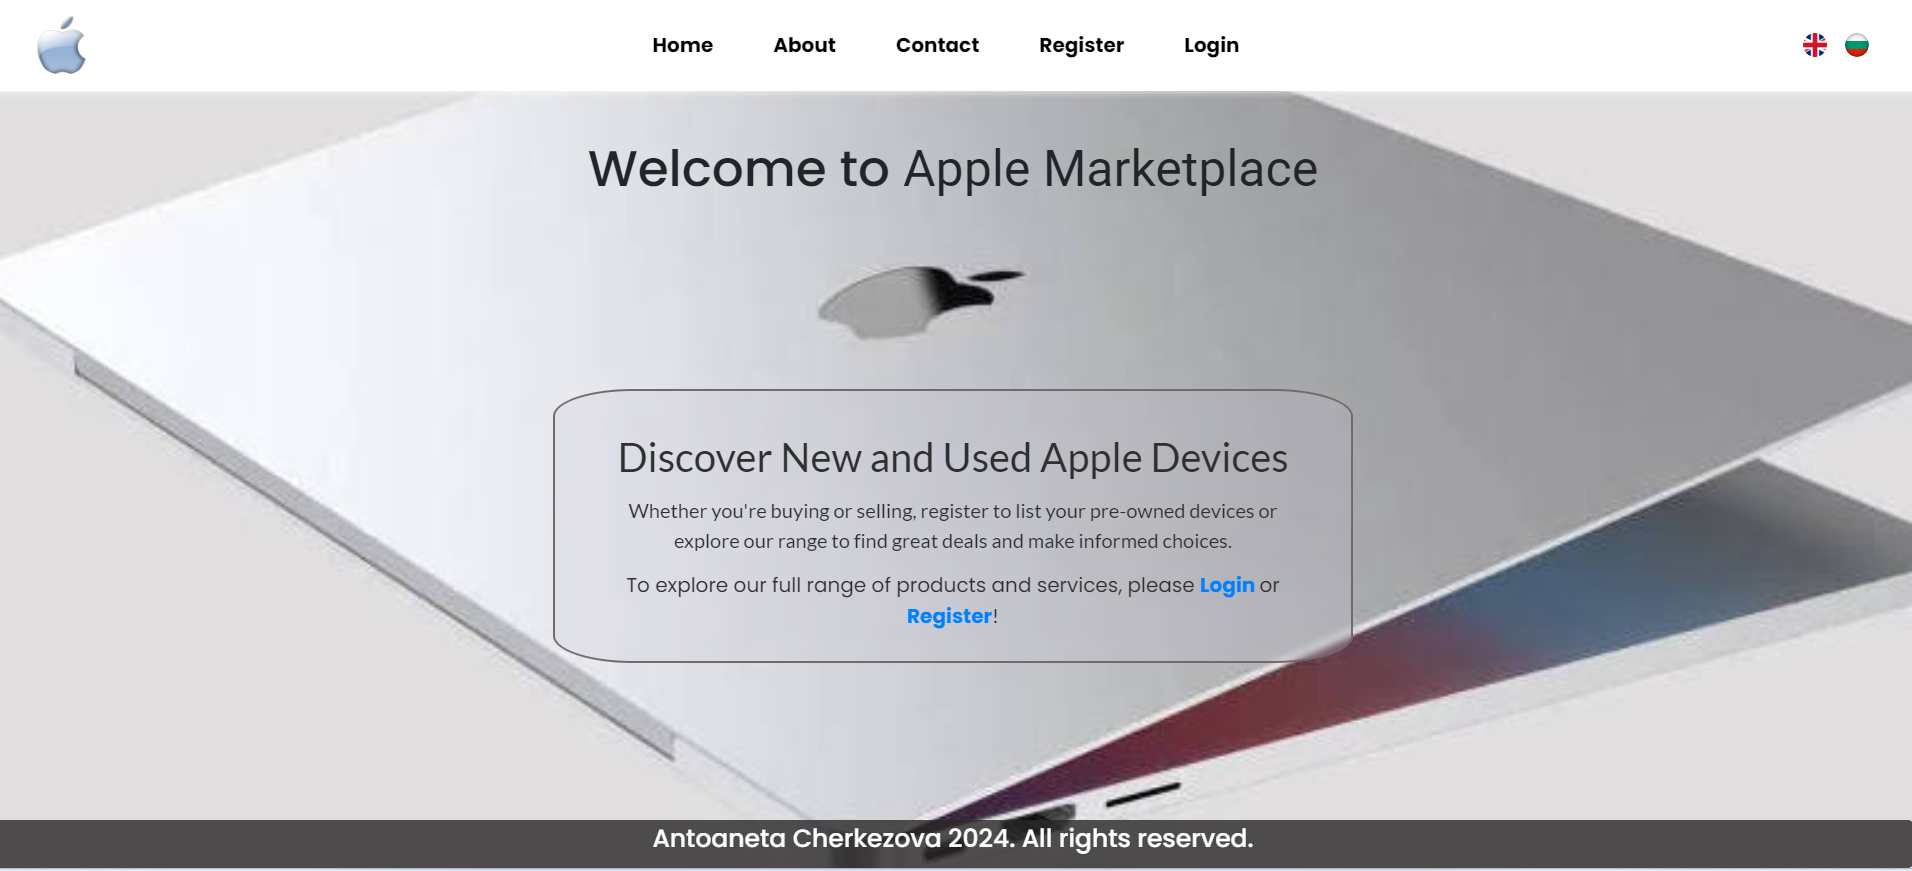 Home About Contact Register Login
Welcome to Apple Marketplace
Discover New and Used Apple Devices
Whether you're buying or selling, register to list your pre-owned devices or
explore our range to find great deals and make informed choices.
To explore our full range of products and services, please Login or
Register!
Antoaneta Cherkezova 2024. All rights reserved.